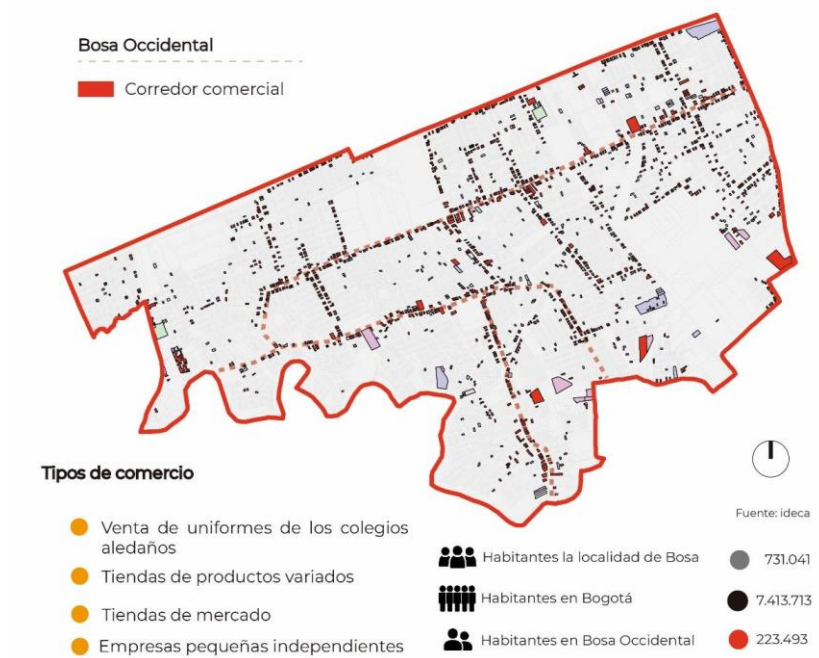 Bosa Occidental
Corredor comercial
Tipos de comercio
Venta de uniformes de los colegios
aledaños
Tiendas de productos variados
Tiendas de mercado
Empresas pequeñas independientes
Fuente: ideca
Habitantes la localidad de Bosa 731.041
Habitantes en Bogotá 7.413.713
Habitantes en Bosa Occidental 223.493